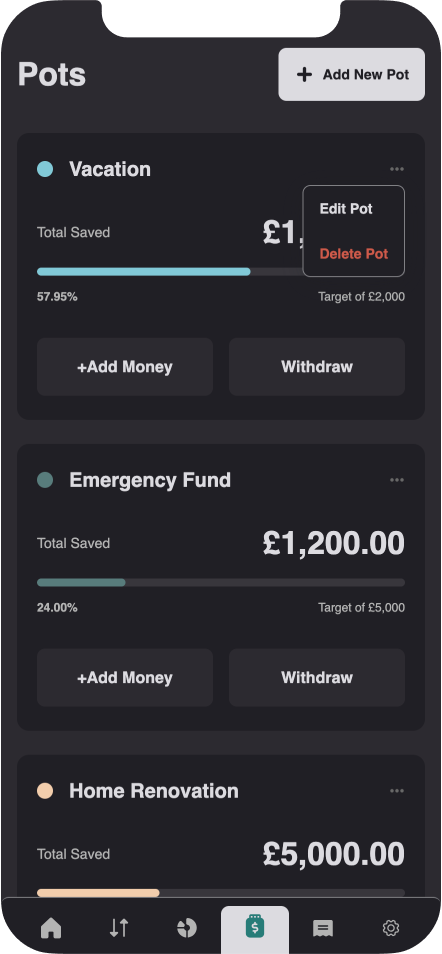 Pots
+ Add New Pot
Vacation
Edit Pot
Total Saved £1,
Delete Pot
57.95% Target of £2,000
+Add Money Withdraw
Emergency Fund
Total Saved £1,200.00
24.00% Target of £5,000
+Add Money Withdraw
Home Renovation
Total Saved £5,000.00
$